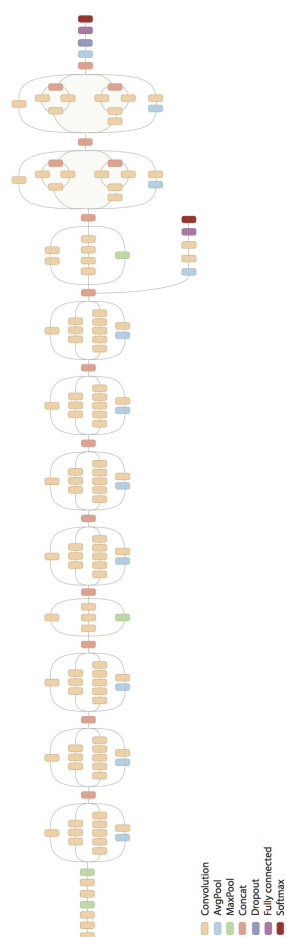 Convolution
AvgPool
MaxPool
Concat
Dropout
Fully connected
Softmax